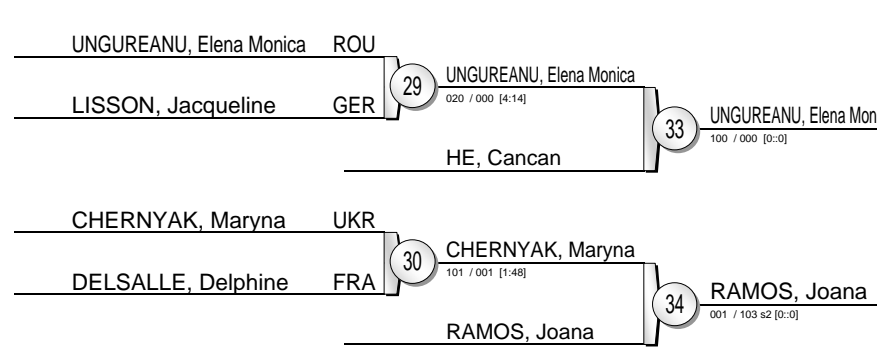 UNGUREANU, Elena Monica ROU
29
UNGUREANU, Elena Monica
020 / 000 [4:14]
LISSON, Jacqueline GER
33
UNGUREANU, Elena Mon
100 / 000 [0::0]
HE, Cancan
CHERNYAK, Maryna UKR
30
CHERNYAK, Maryna
101 / 001 [1:48]
DELSALLE, Delphine FRA
34
RAMOS, Joana
001 / 103 s2 [0::0]
RAMOS, Joana